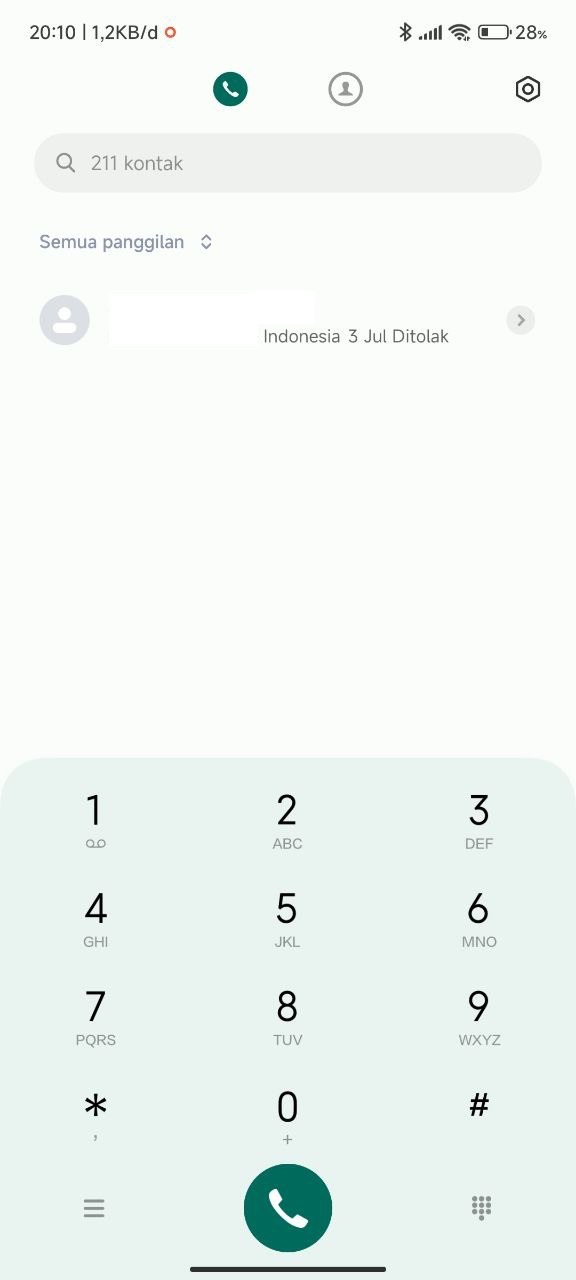 20:10 | 1,2KB/d 28%
211 kontak
Semua panggilan
Indonesia 3 Jul Ditolak
1 2 3
ABC DEF
4 5 6
GHI JKL MNO
7 8 9
PQRS TUV WXYZ
* 0 #
, +